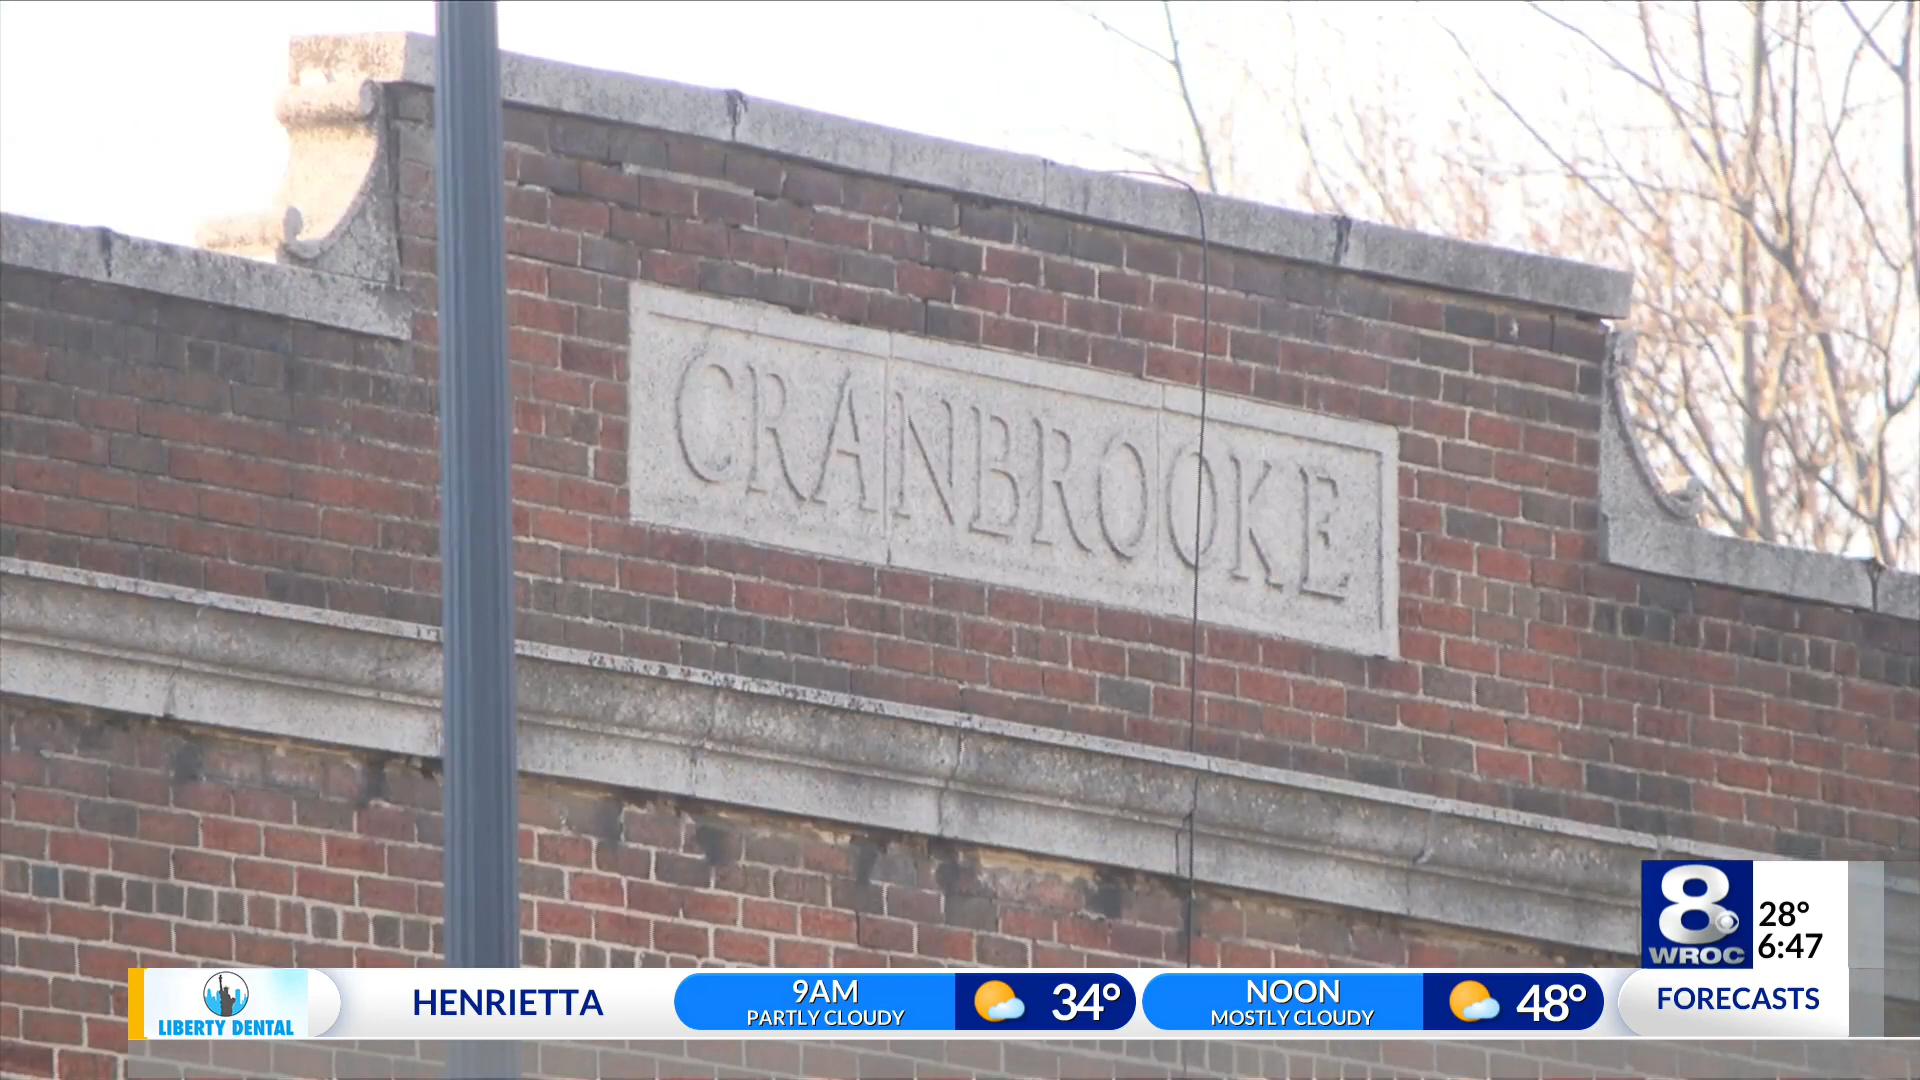 CRANBROOKE
8
WROC
28°
6:47
LIBERTY DENTAL
HENRIETTA
9AM
PARTLY CLOUDY
34°
NOON
MOSTLY CLOUDY
48°
FORECASTS